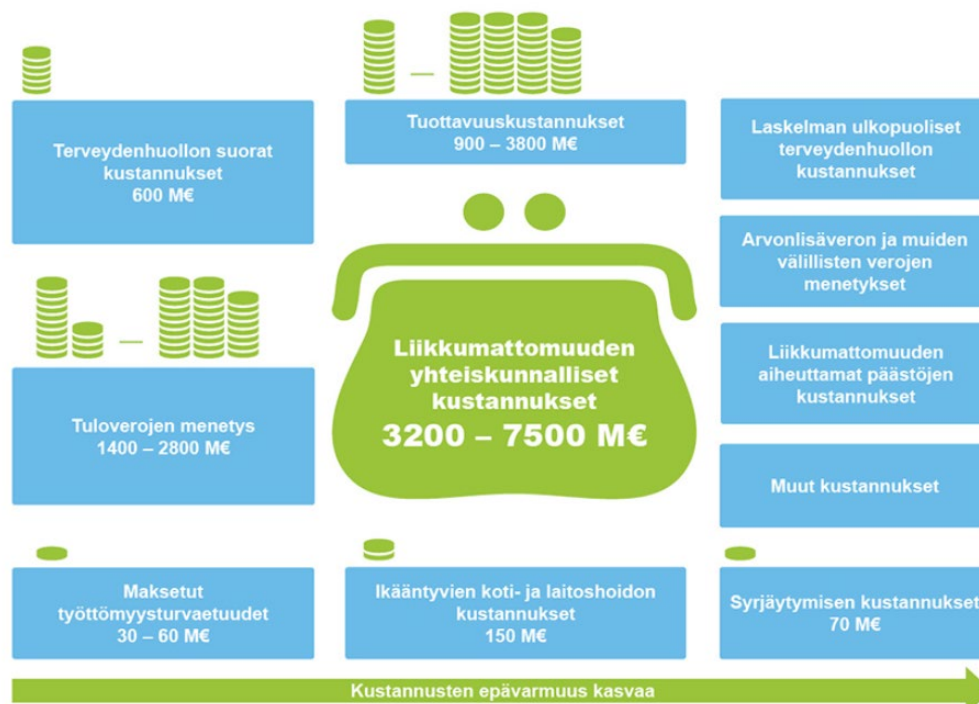 Terveydenhuollon suorat
kustannukset
600 M€
Tuottavuuskustannukset
900 – 3800 M€
Laskelman ulkopuoliset
terveydenhuollon
kustannukset
Arvonlisäveron ja muiden
välillisten verojen
menetykset
Liikkumattomuuden
yhteiskunnalliset
kustannukset
3200 – 7500 M€
Liikkumattomuuden
aiheuttamat päästöjen
kustannukset
Tuloverojen menetys
1400 – 2800 M€
Muut kustannukset
Maksetut
työttömyysturvaetuudet
30 – 60 M€
Ikääntyvien koti- ja laitoshoidon
kustannukset
150 M€
Syrjäytymisen kustannukset
70 M€
Kustannusten epävarmuus kasvaa